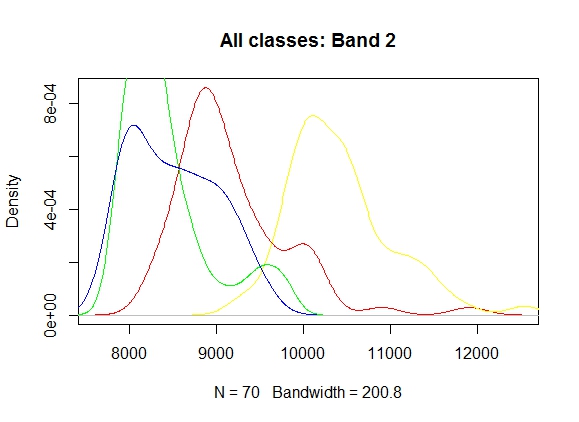 All classes: Band 2
Density
8e-04
4e-04
0e+00
8000 9000 10000 11000 12000
N = 70 Bandwidth = 200.8